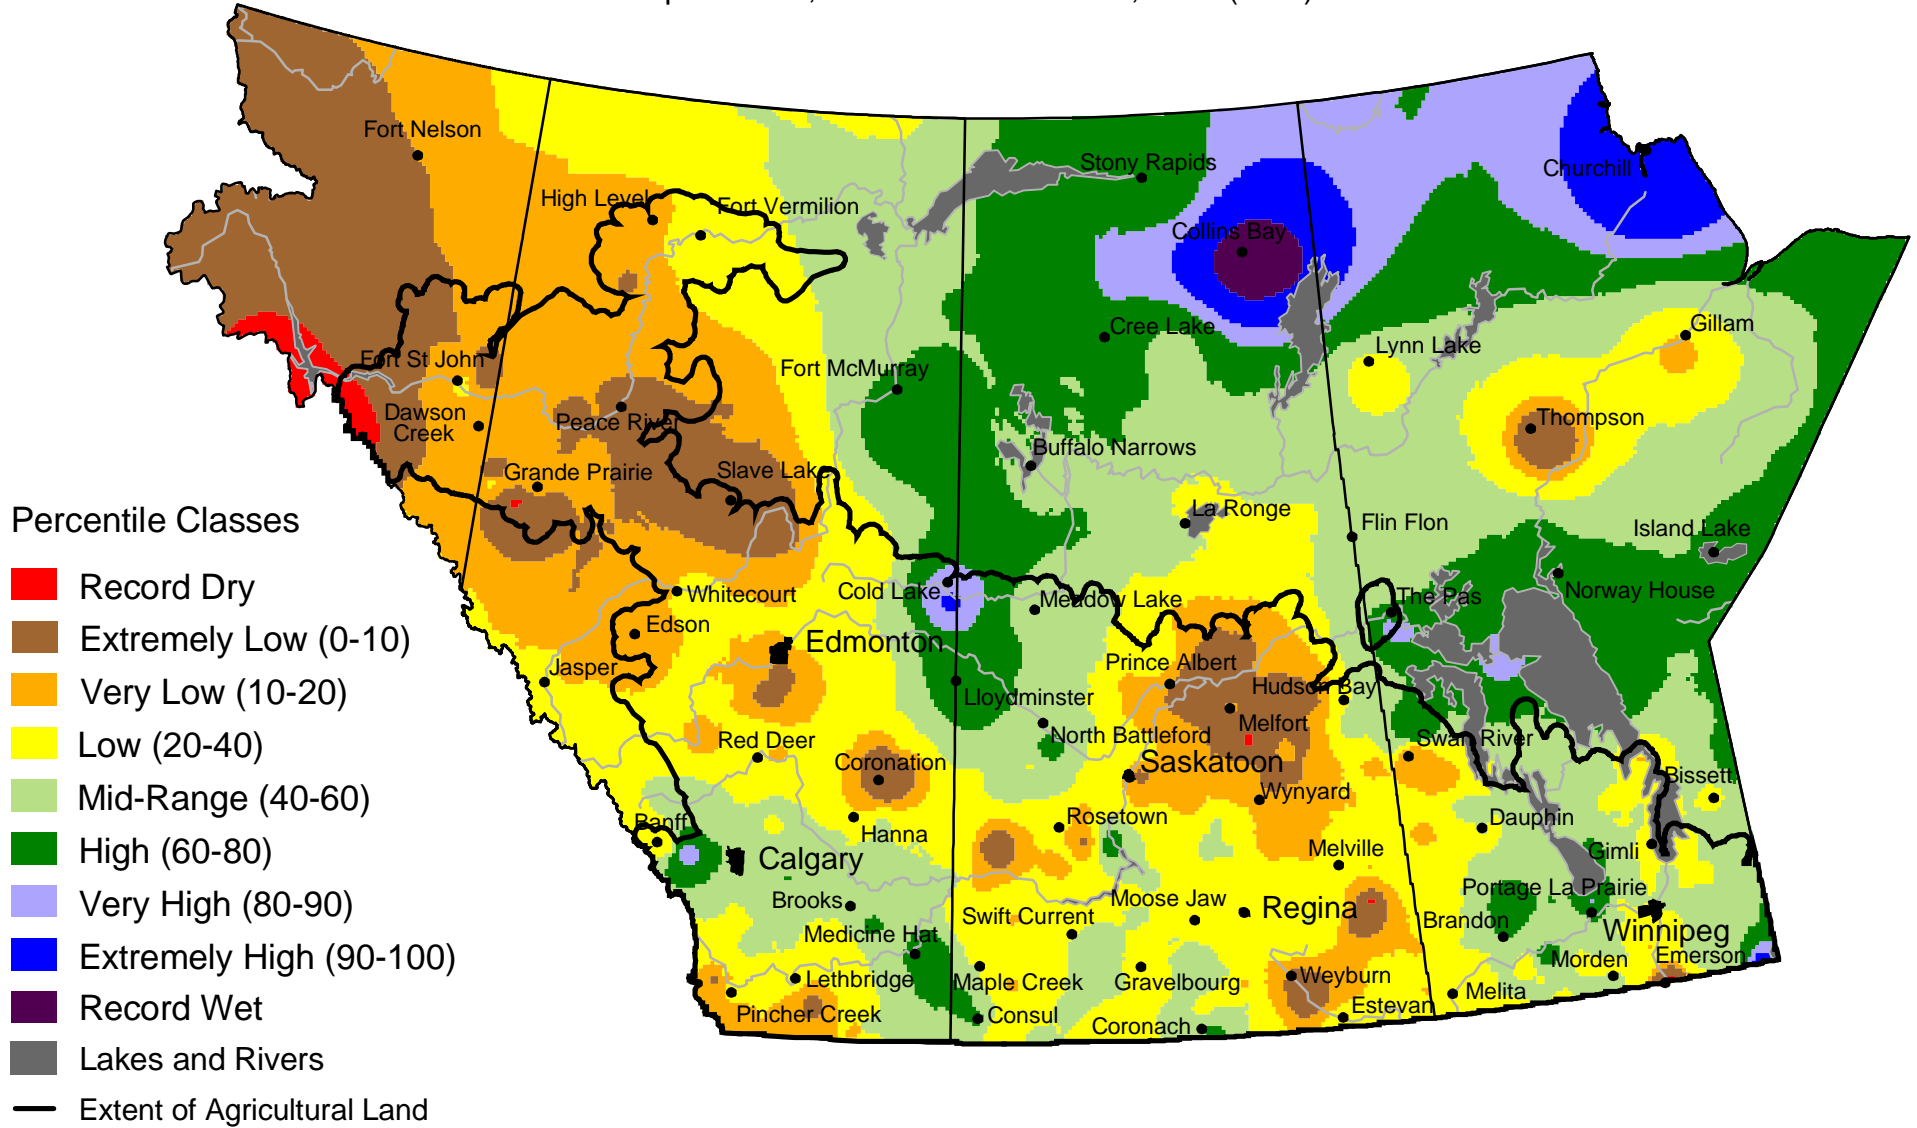 Fort Nelson
High Level
Fort Vermilion
Stony Rapids
Churchill
Collins Bay
Cree Lake
Gillam
Lynn Lake
Fort St John
Fort McMurray
Dawson
Creek
Peace River
Thompson
Buffalo Narrows
Grande Prairie
Slave Lake
La Ronge
Flin Flon
Island Lake
Percentile Classes
Record Dry
Extremely Low (0-10)
Very Low (10-20)
Low (20-40)
Mid-Range (40-60)
High (60-80)
Very High (80-90)
Extremely High (90-100)
Record Wet
Lakes and Rivers
Extent of Agricultural Land
Whitecourt
Cold Lake
Meadow Lake
The Pas
Norway House
Edson
Edmonton
Jasper
Prince Albert
Hudson Bay
Lloydminster
Melfort
North Battleford
Red Deer
Swan River
Coronation
Saskatoon
Bissett
Wynyard
Banff
Hanna
Rosetown
Dauphin
Calgary
Melville
Gimli
Brooks
Moose Jaw
Portage La Prairie
Swift Current
Regina
Brandon
Medicine Hat
Winnipeg
Lethbridge
Maple Creek
Gravelbourg
Weyburn
Morden
Emerson
Pincher Creek
Consul
Coronach
Estevan
Melita